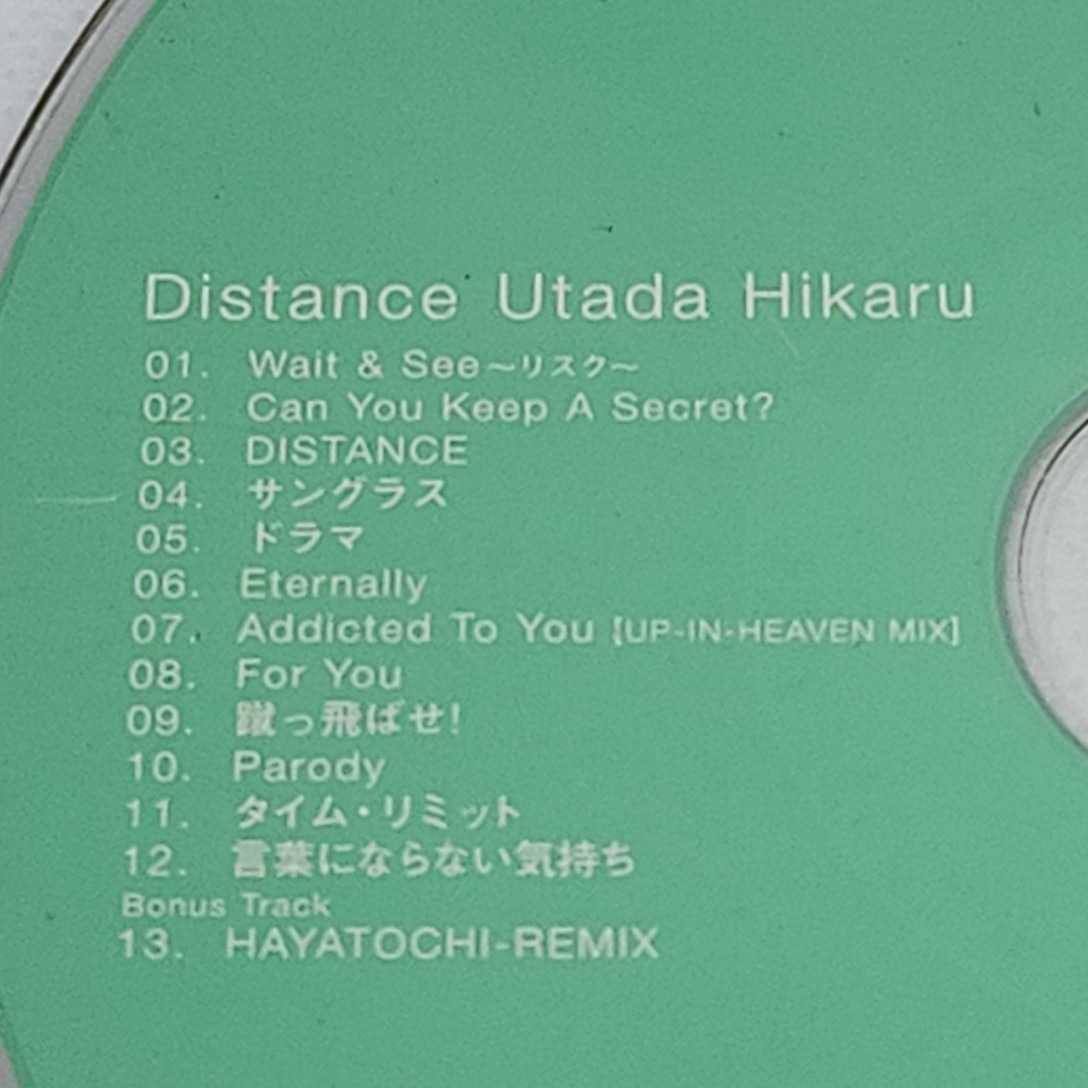 Distance Utada Hikaru
01. Wait & See～リスク～
02. Can You Keep A Secret?
03. DISTANCE
04. サングラス
05. ドラマ
06. Eternally
07. Addicted To You [UP-IN-HEAVEN MIX]
08. For You
09. 蹴っ飛ばせ!
10. Parody
11. タイム・リミット
12. 言葉にならない気持ち
Bonus Track
13. HAYATOCHI-REMIX